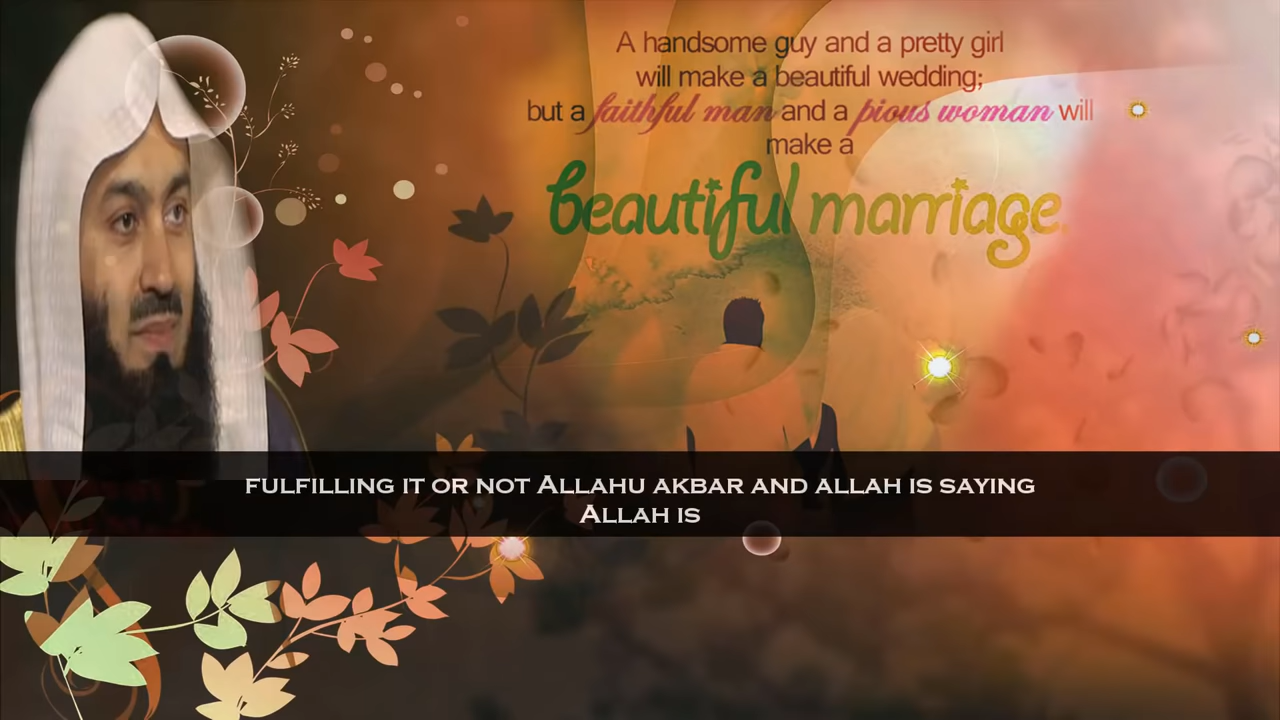 A handsome guy and a pretty girl
will make a beautiful wedding;
but a faithful man and a pious woman will
make a
beautiful marriage.
FULFILLING IT OR NOT ALLAHU AKBAR AND ALLAH IS SAYING
ALLAH IS